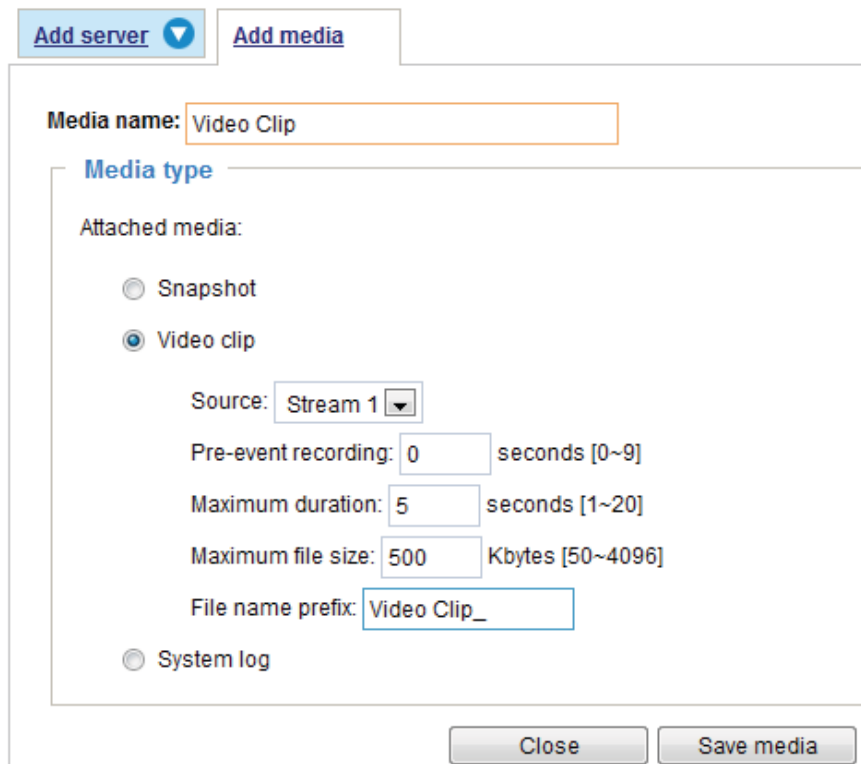 Add server Add media
Media name: Video Clip
Media type
Attached media:
Snapshot
Video clip
Source: Stream 1
Pre-event recording: 0 seconds [0~9]
Maximum duration: 5 seconds [1~20]
Maximum file size: 500 Kbytes [50~4096]
File name prefix: Video Clip_
System log
Close Save media